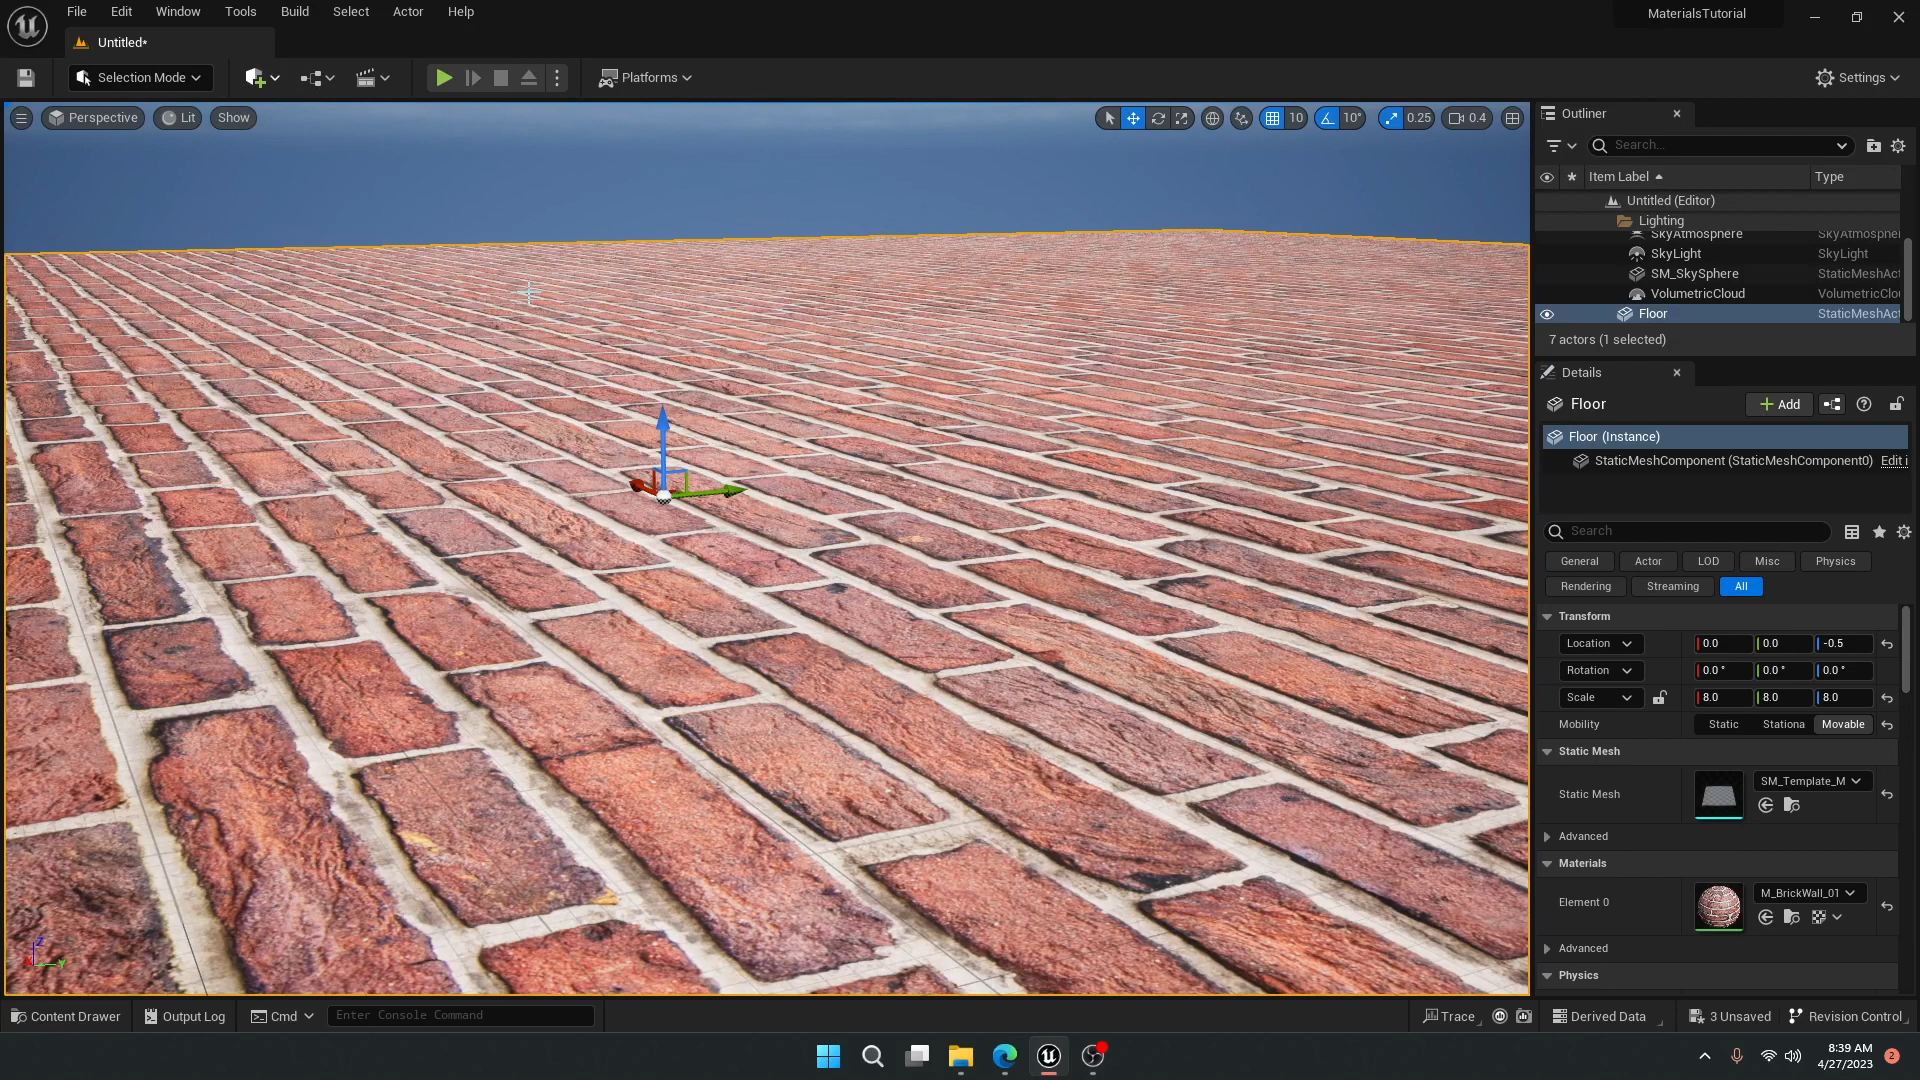 File Edit Window Tools Build Select Actor Help
MaterialsTutorial
Untitled*
Selection Mode
Platforms
Settings
Perspective Lit Show
10 10° 0.25 0.4
Outliner
Search...
Item Label Type
Untitled (Editor)
Lighting
SkyAtmosphere SkyAtmosphe
SkyLight SkyLight
SM_SkySphere StaticMeshAct
VolumetricCloud VolumetricClou
Floor StaticMeshAct
7 actors (1 selected)
Details
Floor Add
Floor (Instance)
StaticMeshComponent (StaticMeshComponent0) Edit i
Search
General Actor LOD Misc Physics
Rendering Streaming All
Transform
Location 0.0 0.0 -0.5
Rotation 0.0° 0.0° 0.0°
Scale 8.0 8.0 8.0
Mobility Static Stationa Movable
Static Mesh
Static Mesh SM_Template_M
Advanced
Materials
Element 0 M_BrickWall_01
Advanced
Physics
Z
Y
Content Drawer Output Log Cmd Enter Console Command Trace Derived Data 3 Unsaved Revision Control
8:39 AM
4/27/2023
2